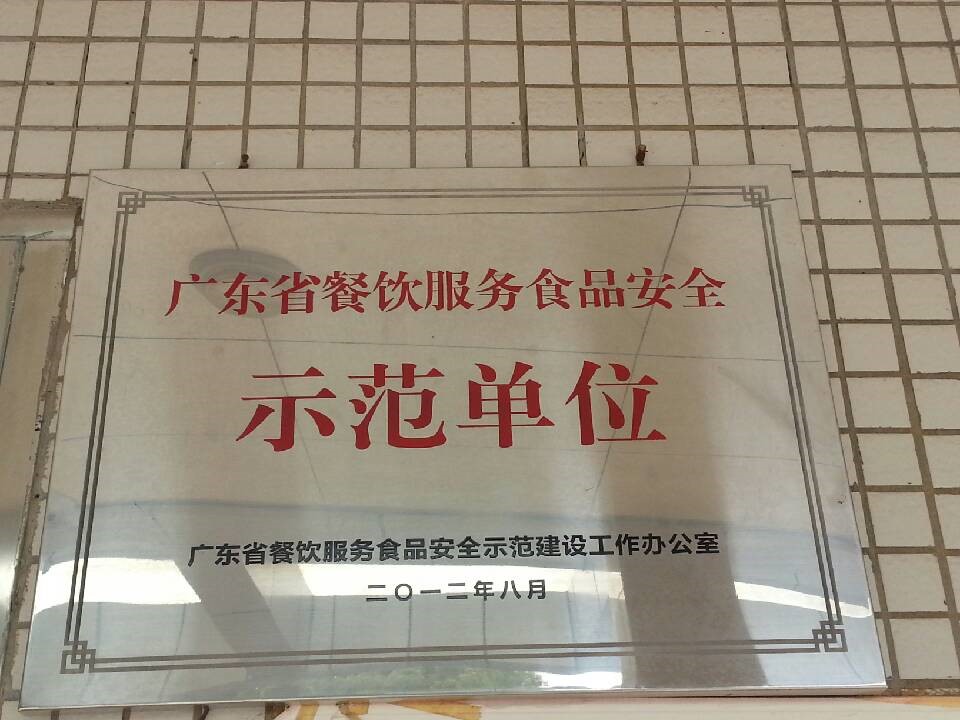 广东省餐饮服务食品安全
示范单位
广东省餐饮服务食品安全示范建设工作办公室
二〇一二年八月